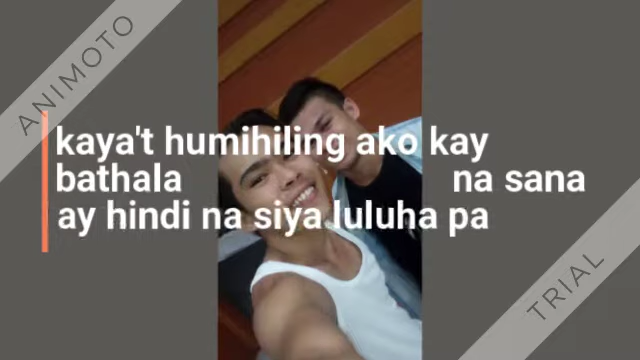 ANIMOTO
kaya't humihiling ako kay
bathala na sana
ay hindi na siya luluha pa
TRIAL